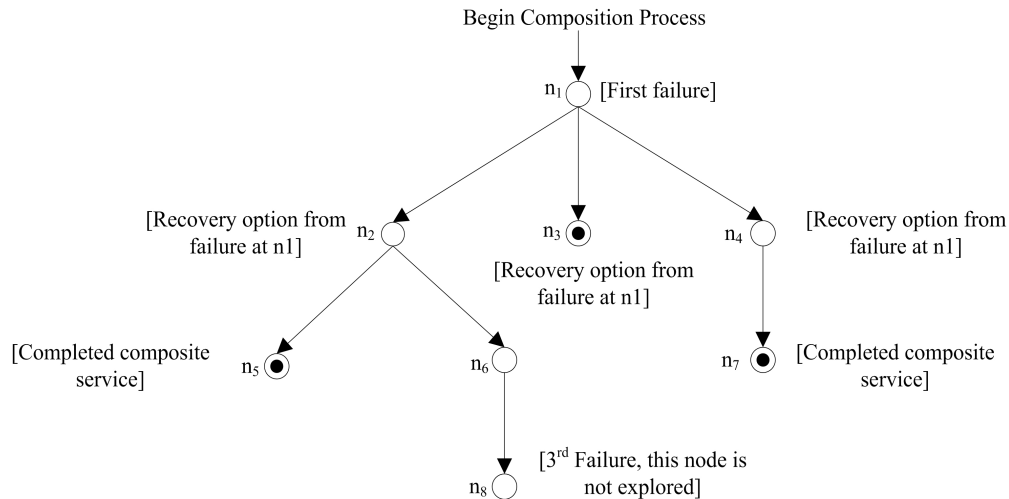 Begin Composition Process
n1 [First failure]
[Recovery option from
failure at n1]
n2
n3
[Recovery option from
failure at n1]
n4
[Recovery option from
failure at n1]
[Completed composite
service]
n5
n6
n7
[Completed composite
service]
n8
[3rd Failure, this node is
not explored]